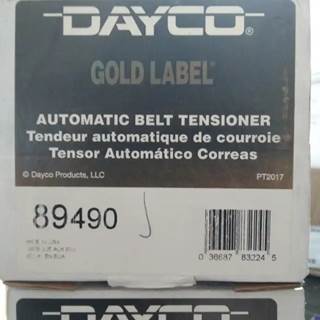 DAYCO®
GOLD LABEL®
AUTOMATIC BELT TENSIONER
Tendeur automatique de courroie
Tensor Automático Correas
© Dayco Products, LLC
PT2017
89490
0 36687 83224 5
DAYCO